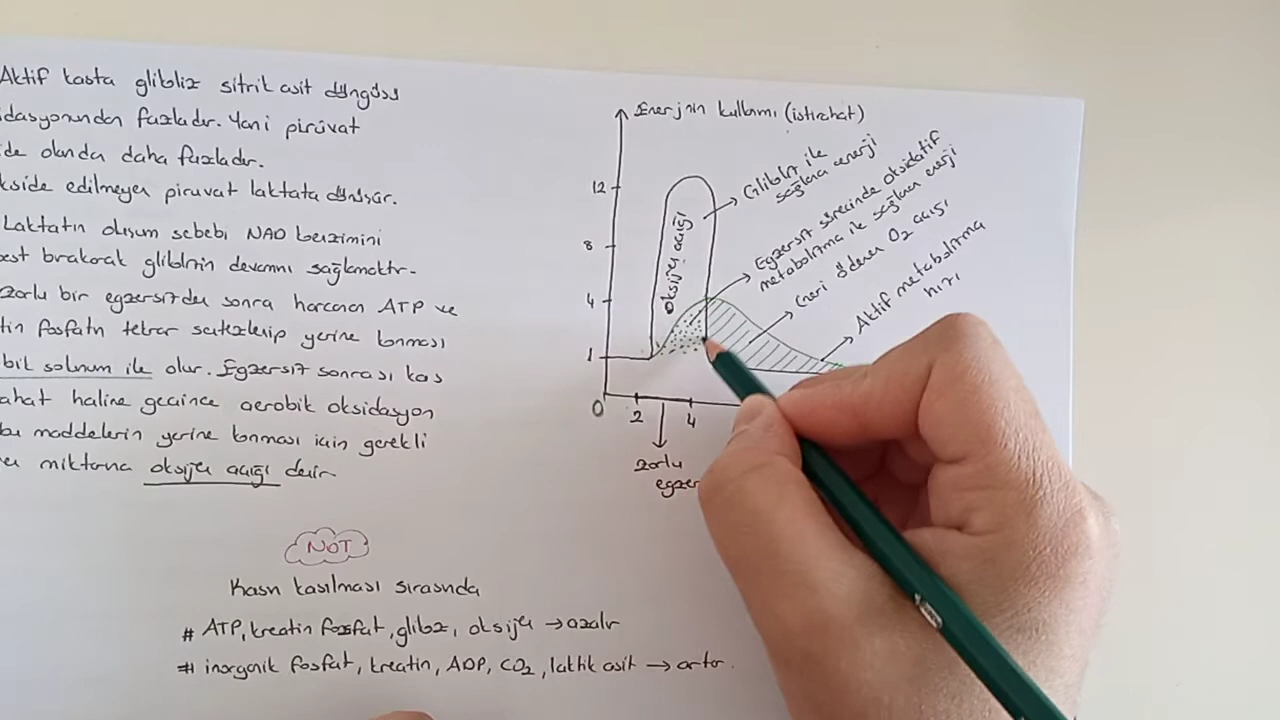 Aktif kasta glikoliz sitrik asit döngüsü
dasyonundan fazladır. Yani pirüvat
de olanda daha fazladır.
kside edilmeyen piruvat laktata dönüşür.
Laktatın oluşum sebebi NAD
est bırakarak glikolizin devamını sağlamaktır.
zorlu bir egzersizden sonra harcanan ATP ve
tin fosfatın tekrar sentezlenip yerine konması
bik solunum ile olur. Egzersiz sonrası kas
ahat haline geçince aerobik oksidasyon
bu maddelerin yerine konması için gerekli
miktarına oksijen açığı denir.
NOT
Kasın kasılması sırasında
# ATP, kreatin fosfat, glikoz, oksijen → azalır
# inorganik fosfat, kreatin, ADP, CO2, laktik asit → artar.
Enerjinin kullanımı (istirahat)
12
8
4
1
0
2
4
zorlu
egzer
oksijen açığı
Glikoliz ile
sağlanan enerji
Egzersiz sürecinde oksidatif
metabolizma ile sağlanan enerji
Geri ödenen O2 açığı
Aktif metabolizma
hızı